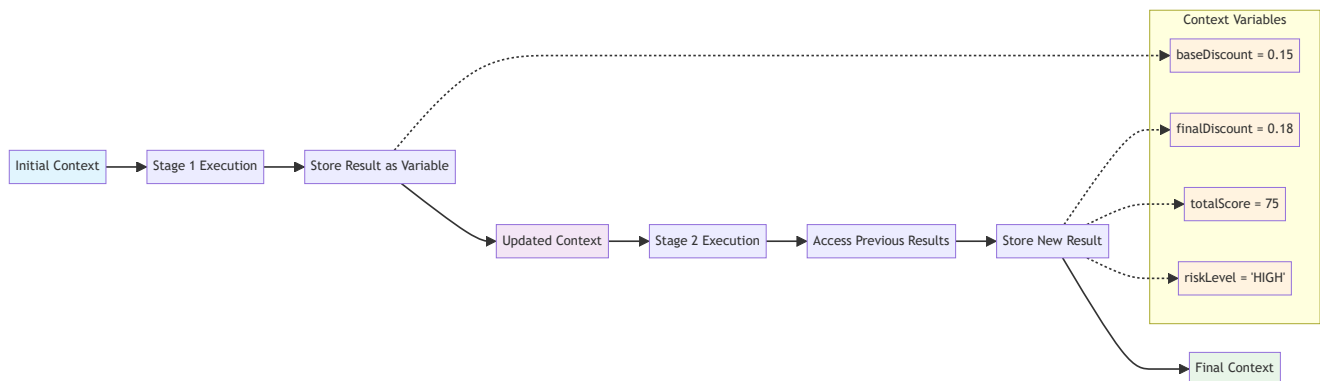 Context Variables
baseDiscount = 0.15
finalDiscount = 0.18
Initial Context
Stage 1 Execution
Store Result as Variable
totalScore = 75
Updated Context
Stage 2 Execution
Access Previous Results
Store New Result
riskLevel = 'HIGH'
Final Context